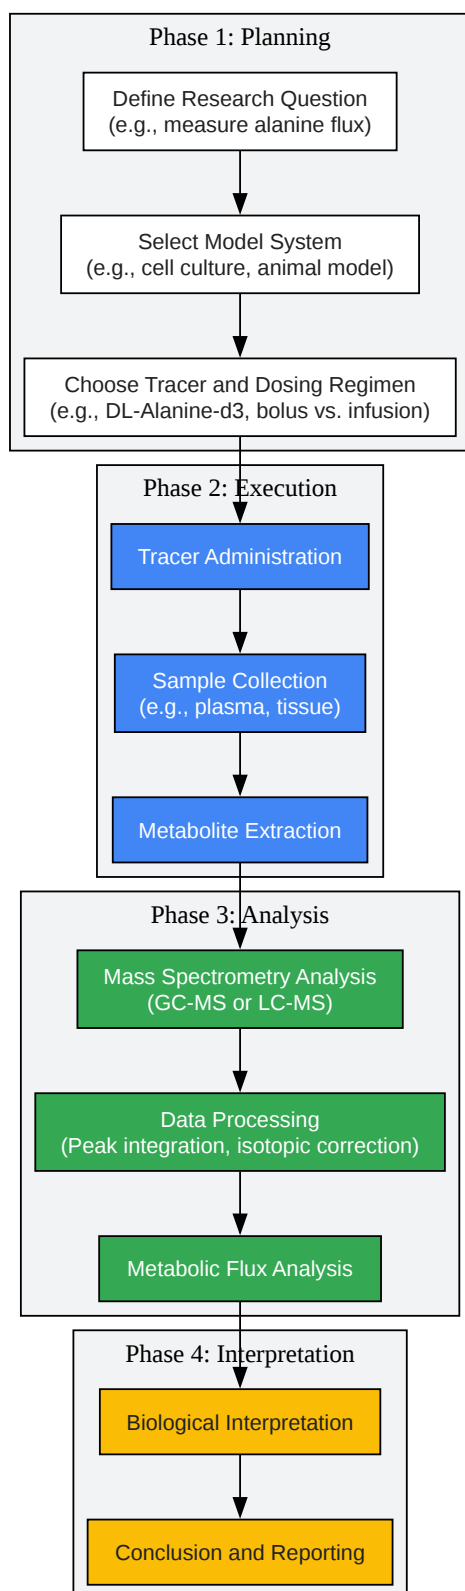 Phase 1: Planning
Define Research Question
(e.g., measure alanine flux)
Select Model System
(e.g., cell culture, animal model)
Choose Tracer and Dosing Regimen
(e.g., DL-Alanine-d3, bolus vs. infusion)
Phase 2: Execution
Tracer Administration
Sample Collection
(e.g., plasma, tissue)
Metabolite Extraction
Phase 3: Analysis
Mass Spectrometry Analysis
(GC-MS or LC-MS)
Data Processing
(Peak integration, isotopic correction)
Metabolic Flux Analysis
Phase 4: Interpretation
Biological Interpretation
Conclusion and Reporting